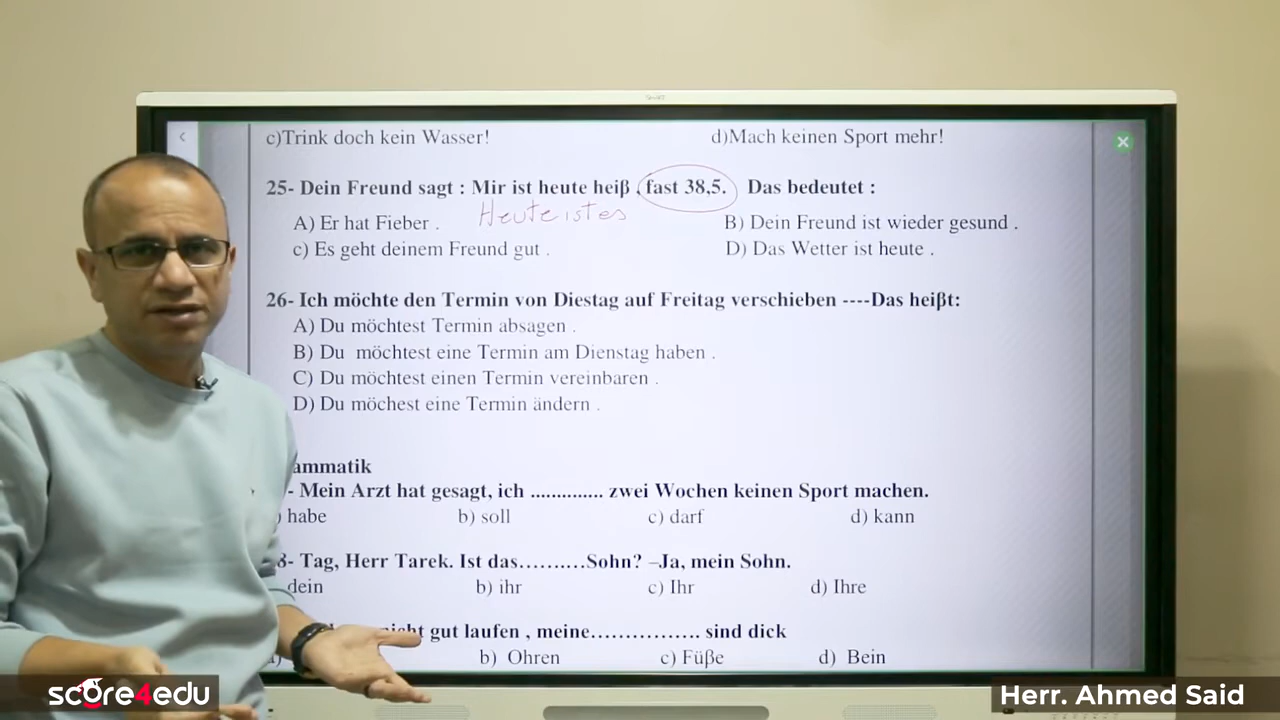 c)Trink doch kein Wasser! d)Mach keinen Sport mehr!
25- Dein Freund sagt : Mir ist heute heiβ , fast 38,5. Das bedeutet :
Heute ist es
A) Er hat Fieber . B) Dein Freund ist wieder gesund .
c) Es geht deinem Freund gut . D) Das Wetter ist heute .
26- Ich möchte den Termin von Diestag auf Freitag verschieben ----Das heiβt:
A) Du möchtest Termin absagen .
B) Du möchtest eine Termin am Dienstag haben .
C) Du möchtest einen Termin vereinbaren .
D) Du möchest eine Termin ändern .
ammatik
- Mein Arzt hat gesagt, ich .............. zwei Wochen keinen Sport machen.
) habe b) soll c) darf d) kann
8- Tag, Herr Tarek. Ist das..........Sohn? –Ja, mein Sohn.
dein b) ihr c) Ihr d) Ihre
nicht gut laufen , meine................ sind dick
b) Ohren c) Füβe d) Bein
score4edu
Herr. Ahmed Said